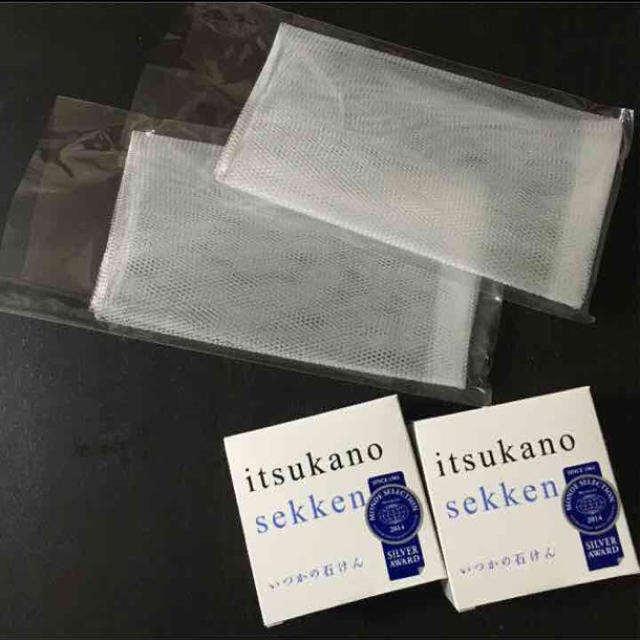 itsukano
sekken
SINCE 1961
MONDE SELECTION
2014
SILVER
AWARD
いつかの石けん
itsukano
sekken
SINCE 1961
MONDE SELECTION
2014
SILVER
AWARD
いつかの石けん